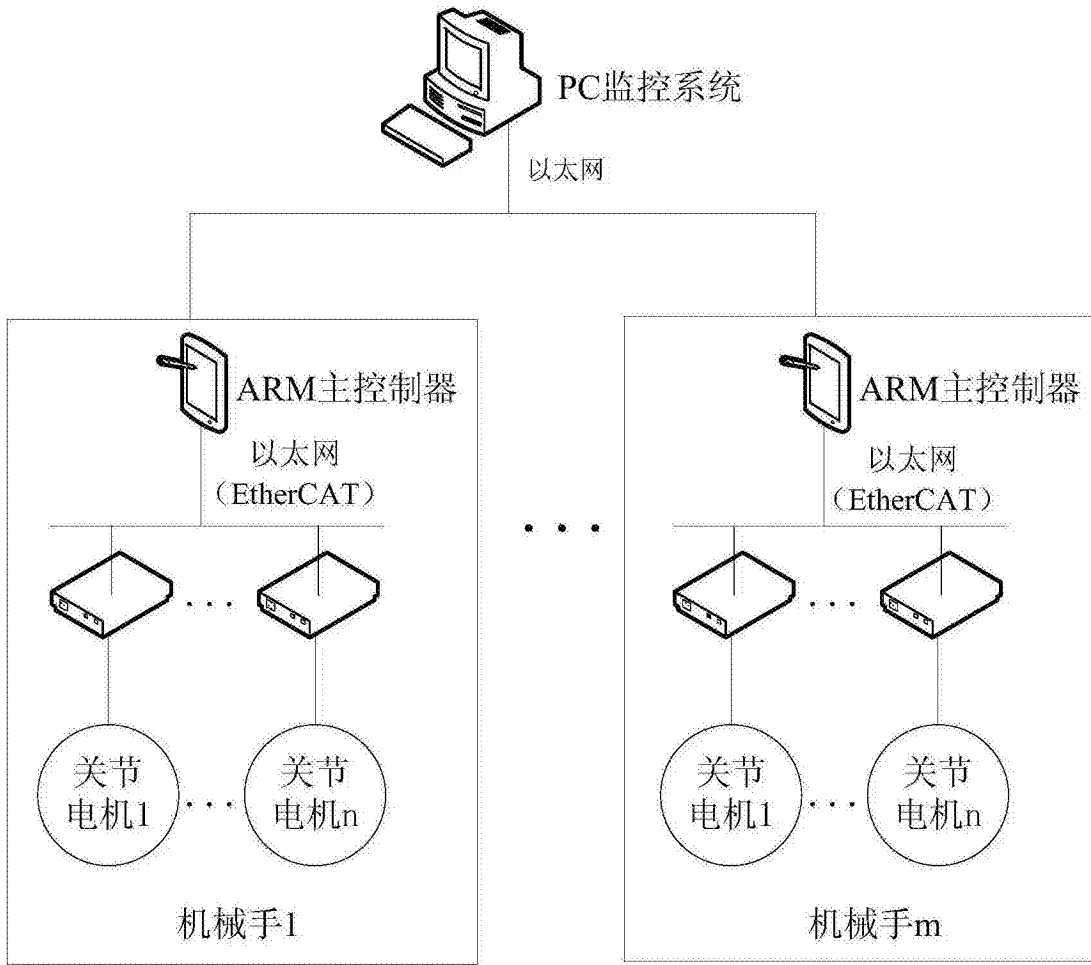 PC监控系统
以太网
ARM主控制器
以太网
（EtherCAT）
关节
电机1
关节
电机n
机械手1
ARM主控制器
以太网
（EtherCAT）
关节
电机1
关节
电机n
机械手m